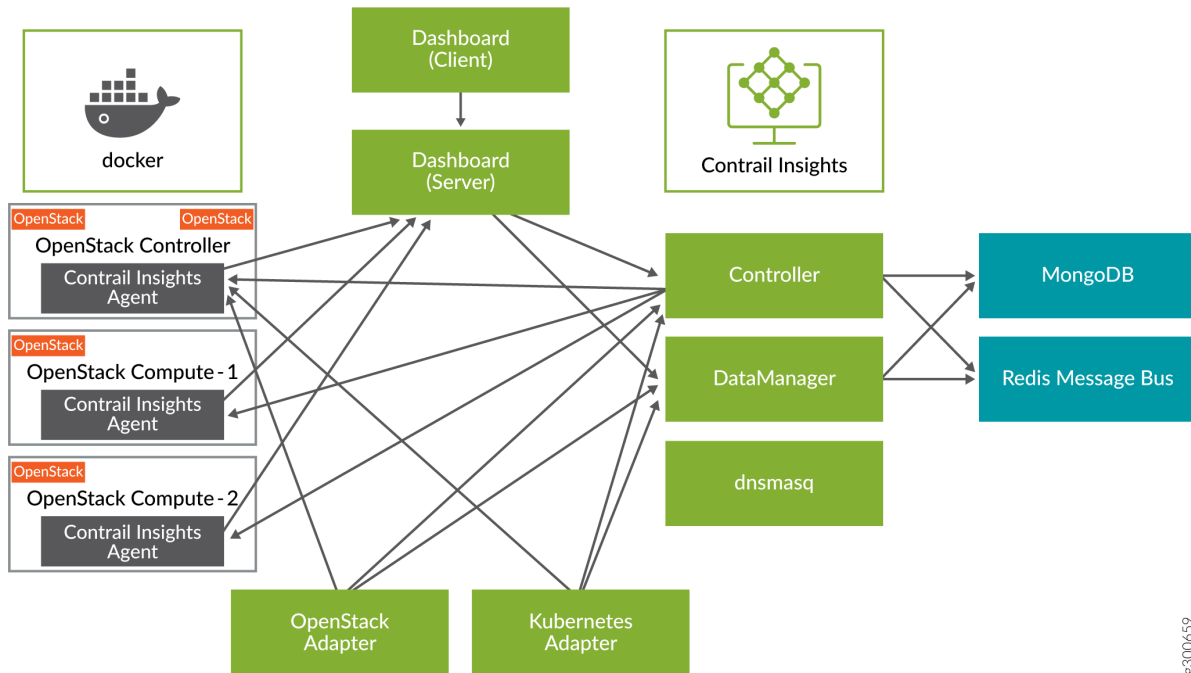 Dashboard
(Client)
docker
Dashboard
(Server)
Contrail Insights
OpenStack
OpenStack
OpenStack Controller
Contrail Insights
Agent
Controller
MongoDB
OpenStack
OpenStack Compute-1
Contrail Insights
Agent
DataManager
Redis Message Bus
OpenStack
OpenStack Compute-2
Contrail Insights
Agent
dnsmasq
OpenStack
Adapter
Kubernetes
Adapter
g300659